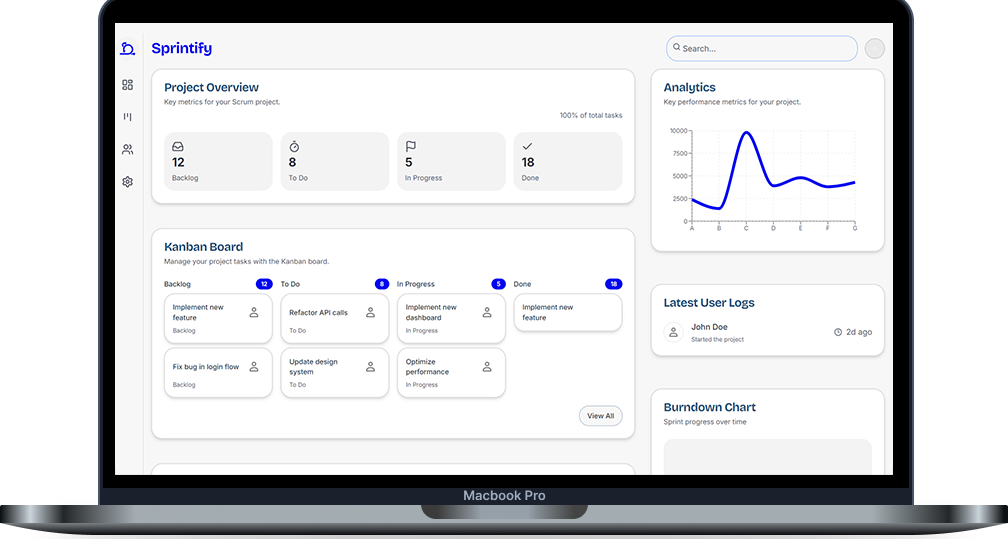 Sprintify
Search...
Project Overview
Key metrics for your Scrum project.
100% of total tasks
12
Backlog
8
To Do
5
In Progress
18
Done
Kanban Board
Manage your project tasks with the Kanban board.
Backlog 12
To Do 8
In Progress 5
Done 18
Implement new
feature
Backlog
Refactor API calls
To Do
Implement new
dashboard
In Progress
Implement new
feature
Fix bug in login flow
Backlog
Update design
system
To Do
Optimize
performance
In Progress
View All
Analytics
Key performance metrics for your project.
10000
7500
5000
2500
0
A B C D E F G
Latest User Logs
John Doe
Started the project
2d ago
Burndown Chart
Sprint progress over time
Macbook Pro